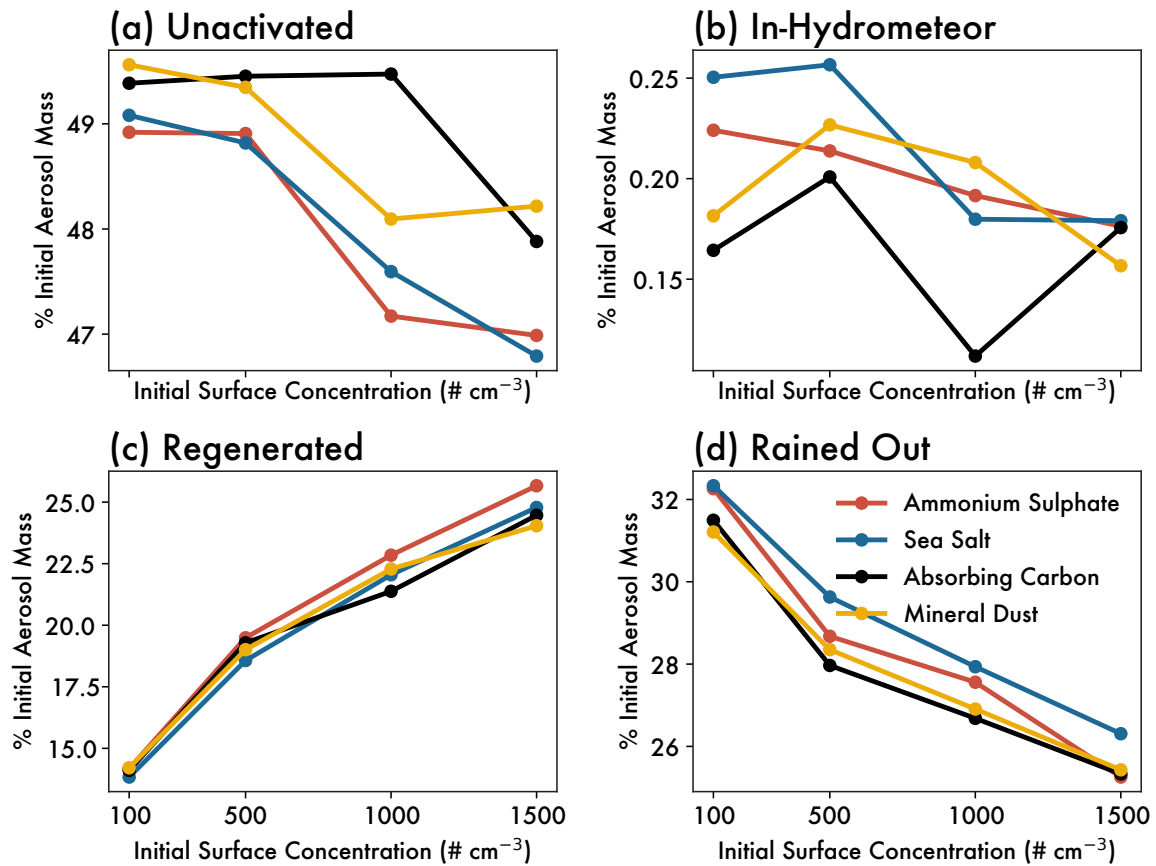 (a) Unactivated
% Initial Aerosol Mass
49
48
47
Initial Surface Concentration (# cm⁻³)
(b) In-Hydrometeor
% Initial Aerosol Mass
0.25
0.20
0.15
Initial Surface Concentration (# cm⁻³)
(c) Regenerated
% Initial Aerosol Mass
25.0
22.5
20.0
17.5
15.0
100 500 1000 1500
Initial Surface Concentration (# cm⁻³)
(d) Rained Out
% Initial Aerosol Mass
32
30
28
26
Ammonium Sulphate
Sea Salt
Absorbing Carbon
Mineral Dust
100 500 1000 1500
Initial Surface Concentration (# cm⁻³)